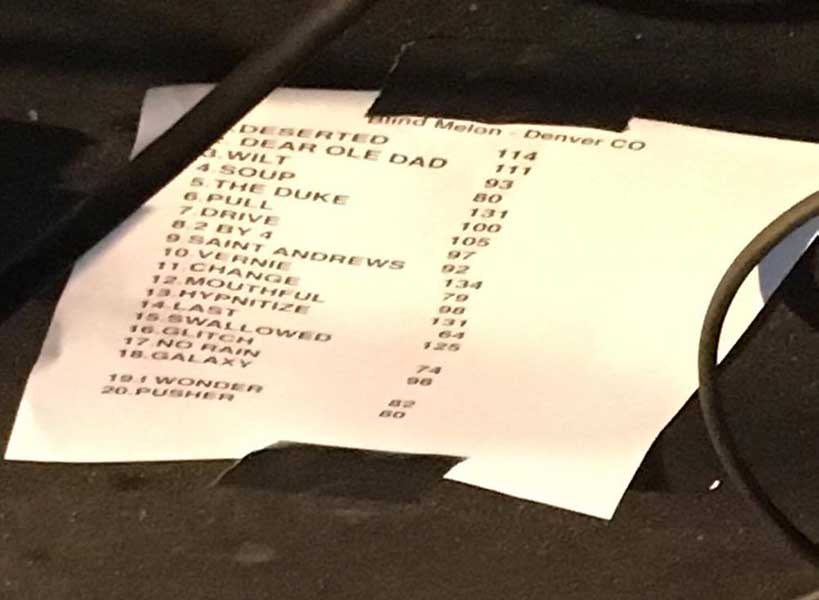 Blind Melon - Denver CO
DESERTED 114
DEAR OLE DAD 111
3.WILT 93
4.SOUP 80
5.THE DUKE 131
6.PULL 100
7.DRIVE 105
8.2 BY 4 97
9.SAINT ANDREWS 92
10.VERNIE 134
11.CHANGE 79
12.MOUTHFUL 98
13.HYPNITIZE 131
14.LAST 64
15.SWALLOWED 125
16.GLITCH
17.NO RAIN 74
18.GALAXY 96
19.I WONDER 82
20.PUSHER